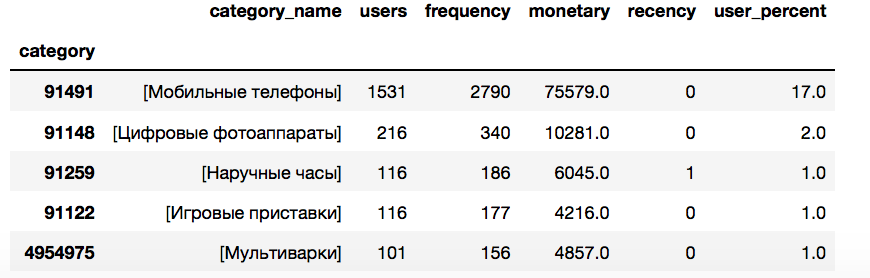 category_name users frequency monetary recency user_percent
category
91491 [Мобильные телефоны] 1531 2790 75579.0 0 17.0
91148 [Цифровые фотоаппараты] 216 340 10281.0 0 2.0
91259 [Наручные часы] 116 186 6045.0 1 1.0
91122 [Игровые приставки] 116 177 4216.0 0 1.0
4954975 [Мультиварки] 101 156 4857.0 0 1.0